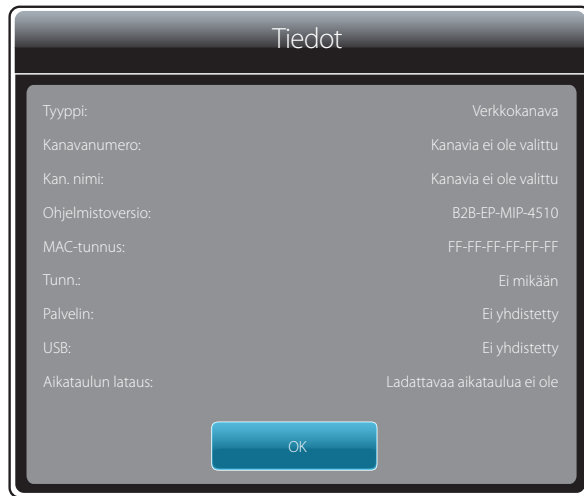 Tiedot
Tyyppi: Verkkokanava
Kanavanumero: Kanavia ei ole valittu
Kan. nimi: Kanavia ei ole valittu
Ohjelmistoversio: B2B-EP-MIP-4510
MAC-tunnus: FF-FF-FF-FF-FF-FF
Tunn.: Ei mikään
Palvelin: Ei yhdistetty
USB: Ei yhdistetty
Aikataulun lataus: Ladattavaa aikataulua ei ole
OK